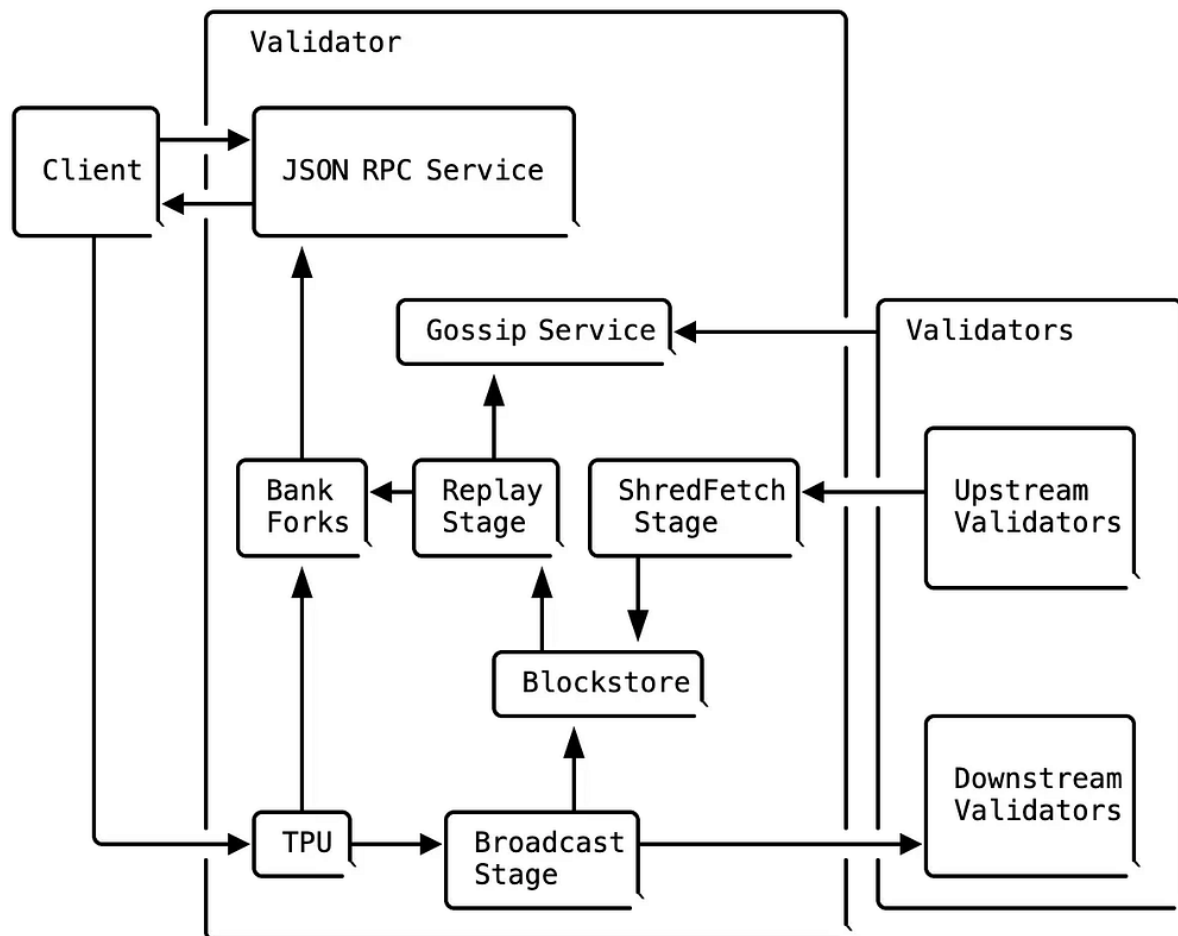 Validator
Client
JSON RPC Service
Gossip Service
Validators
Bank
Forks
Replay
Stage
ShredFetch
Stage
Upstream
Validators
Blockstore
Downstream
Validators
TPU
Broadcast
Stage